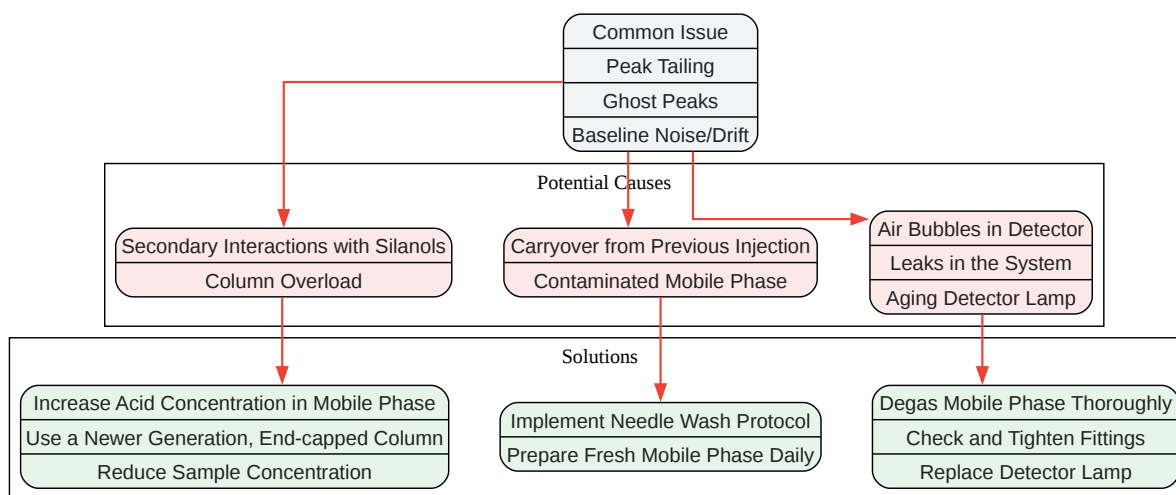 Common Issue
Peak Tailing
Ghost Peaks
Baseline Noise/Drift
Potential Causes
Secondary Interactions with Silanols
Column Overload
Carryover from Previous Injection
Contaminated Mobile Phase
Air Bubbles in Detector
Leaks in the System
Aging Detector Lamp
Solutions
Increase Acid Concentration in Mobile Phase
Use a Newer Generation, End-capped Column
Reduce Sample Concentration
Implement Needle Wash Protocol
Prepare Fresh Mobile Phase Daily
Degas Mobile Phase Thoroughly
Check and Tighten Fittings
Replace Detector Lamp